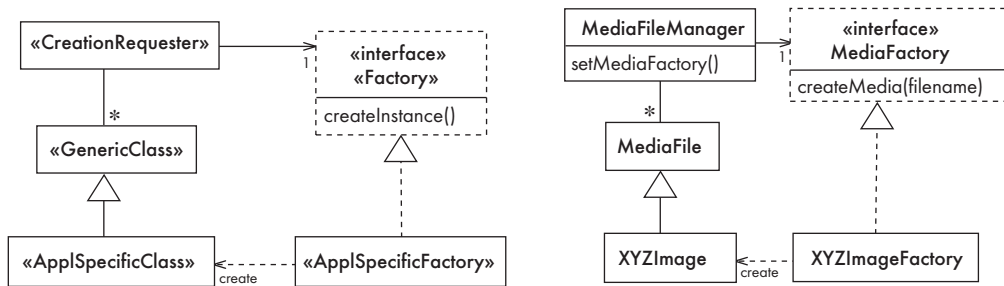 «CreationRequester»
1
«interface»
«Factory»
createInstance()
*
«GenericClass»
«ApplSpecificClass»
create
«ApplSpecificFactory»
MediaFileManager
setMediaFactory()
1
«interface»
MediaFactory
createMedia(filename)
*
MediaFile
XYZImage
create
XYZImageFactory